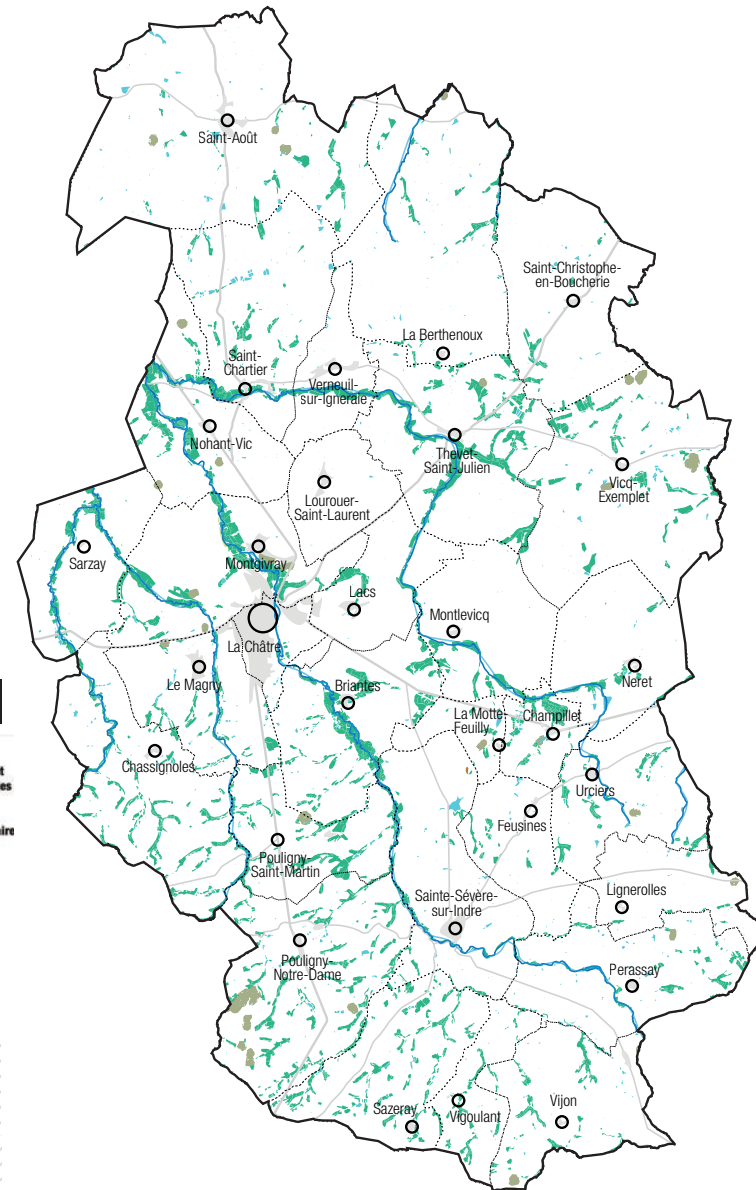 Saint-Août
Saint-Christophe-
en-Boucherie
La Berthenoux
Saint-
Chartier
Verneuil-
sur-Igneraie
Nohant-Vic
Thevet-
Saint-Julien
Vicq-
Exemplet
Lourouer-
Saint-Laurent
Sarzay
Montgivray
Lacs
Montlevicq
La Châtre
Le Magny
Neret
Briantes
La Motte-
Feuilly
Champillet
Chassignoles
Urciers
Feusines
Pouligny-
Saint-Martin
Lignerolles
Sainte-Sévère-
sur-Indre
Pouligny-
Notre-Dame
Perassay
Sazeray
Vigoulant
Vijon